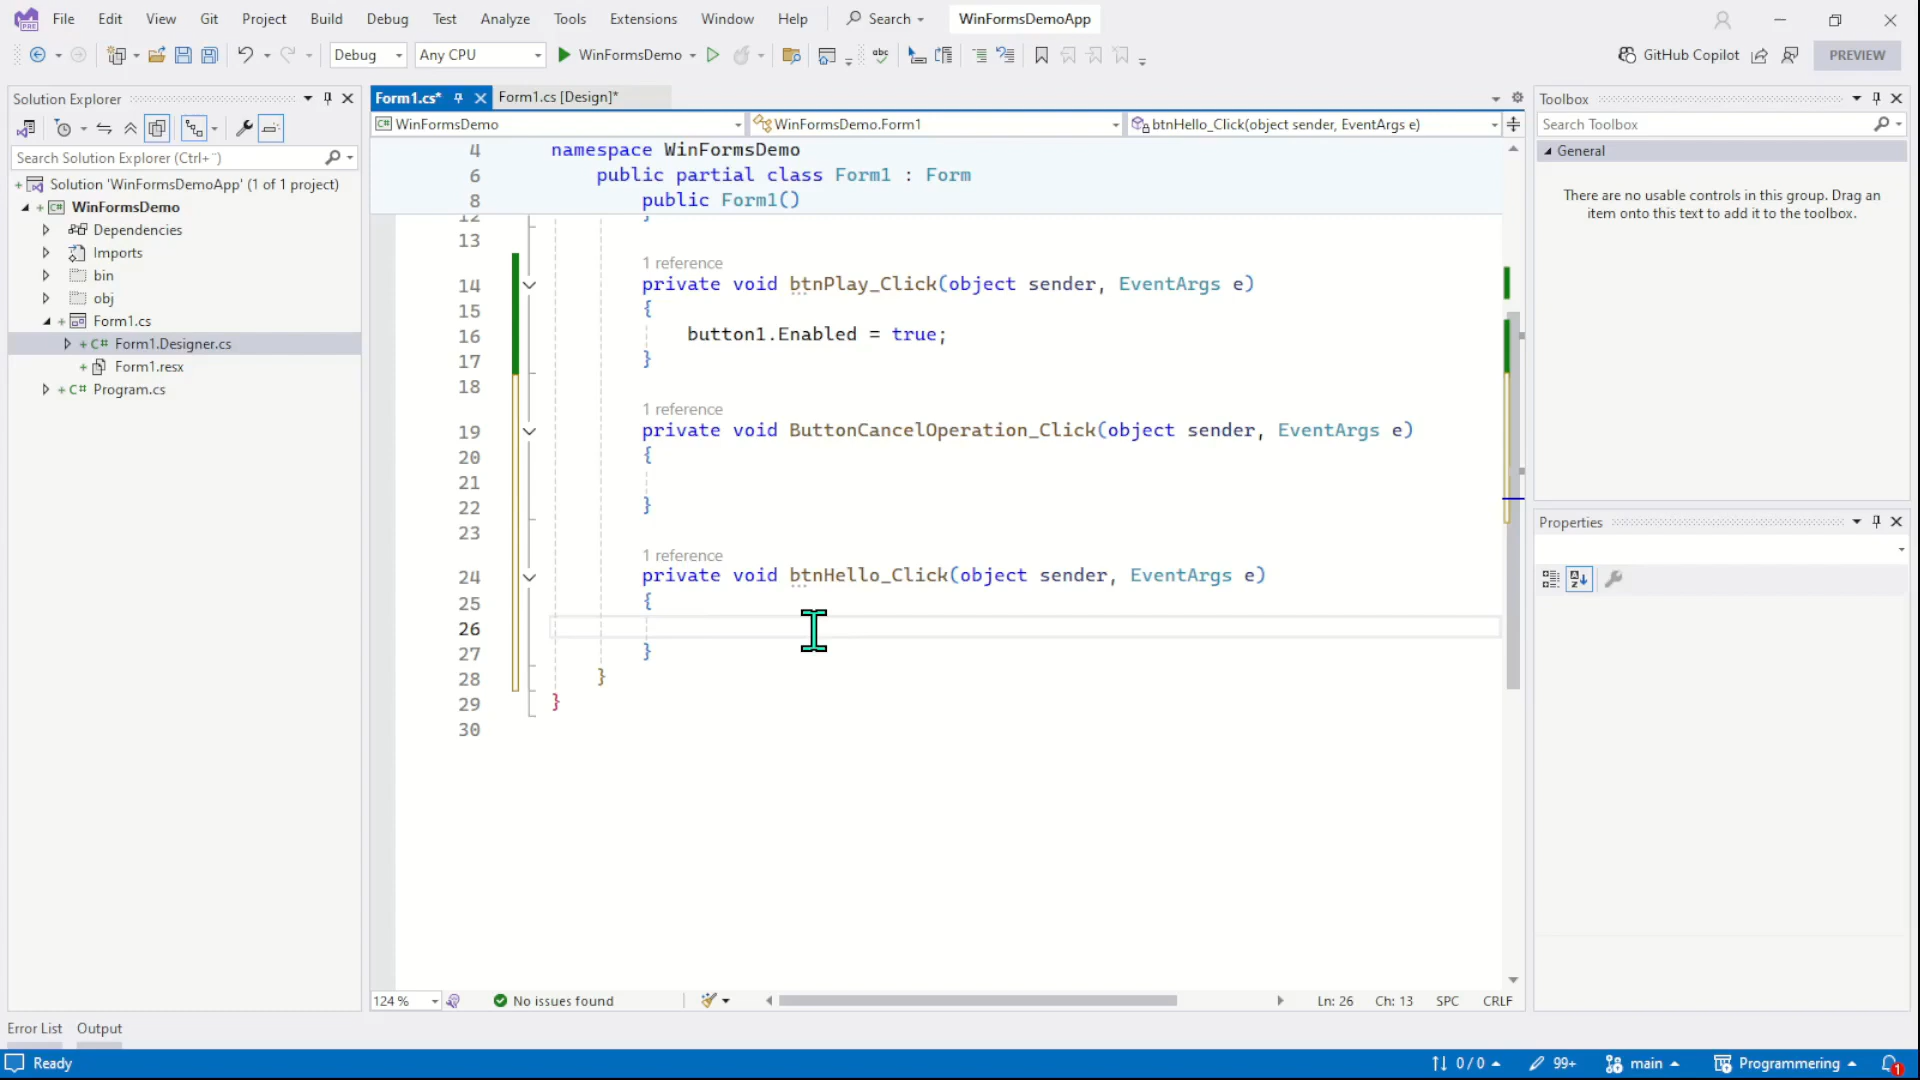 File Edit View Git Project Build Debug Test Analyze Tools Extensions Window Help Search WinFormsDemoApp
Debug Any CPU WinFormsDemo GitHub Copilot PREVIEW
Solution Explorer
Search Solution Explorer (Ctrl+¨)
Solution 'WinFormsDemoApp' (1 of 1 project)
C# WinFormsDemo
Dependencies
Imports
bin
obj
Form1.cs
C# Form1.Designer.cs
Form1.resx
C# Program.cs
Form1.cs* Form1.cs [Design]*
C# WinFormsDemo WinFormsDemo.Form1 btnHello_Click(object sender, EventArgs e)
4 namespace WinFormsDemo
6 public partial class Form1 : Form
8 public Form1()
12 }
13
1 reference
14 private void btnPlay_Click(object sender, EventArgs e)
15 {
16 button1.Enabled = true;
17 }
18
1 reference
19 private void ButtonCancelOperation_Click(object sender, EventArgs e)
20 {
21
22 }
23
1 reference
24 private void btnHello_Click(object sender, EventArgs e)
25 {
26
27 }
28 }
29 }
30
124 % No issues found Ln: 26 Ch: 13 SPC CRLF
Toolbox
Search Toolbox
General
There are no usable controls in this group. Drag an
item onto this text to add it to the toolbox.
Properties
Error List Output
Ready 0 / 0 99+ main Programmering 1